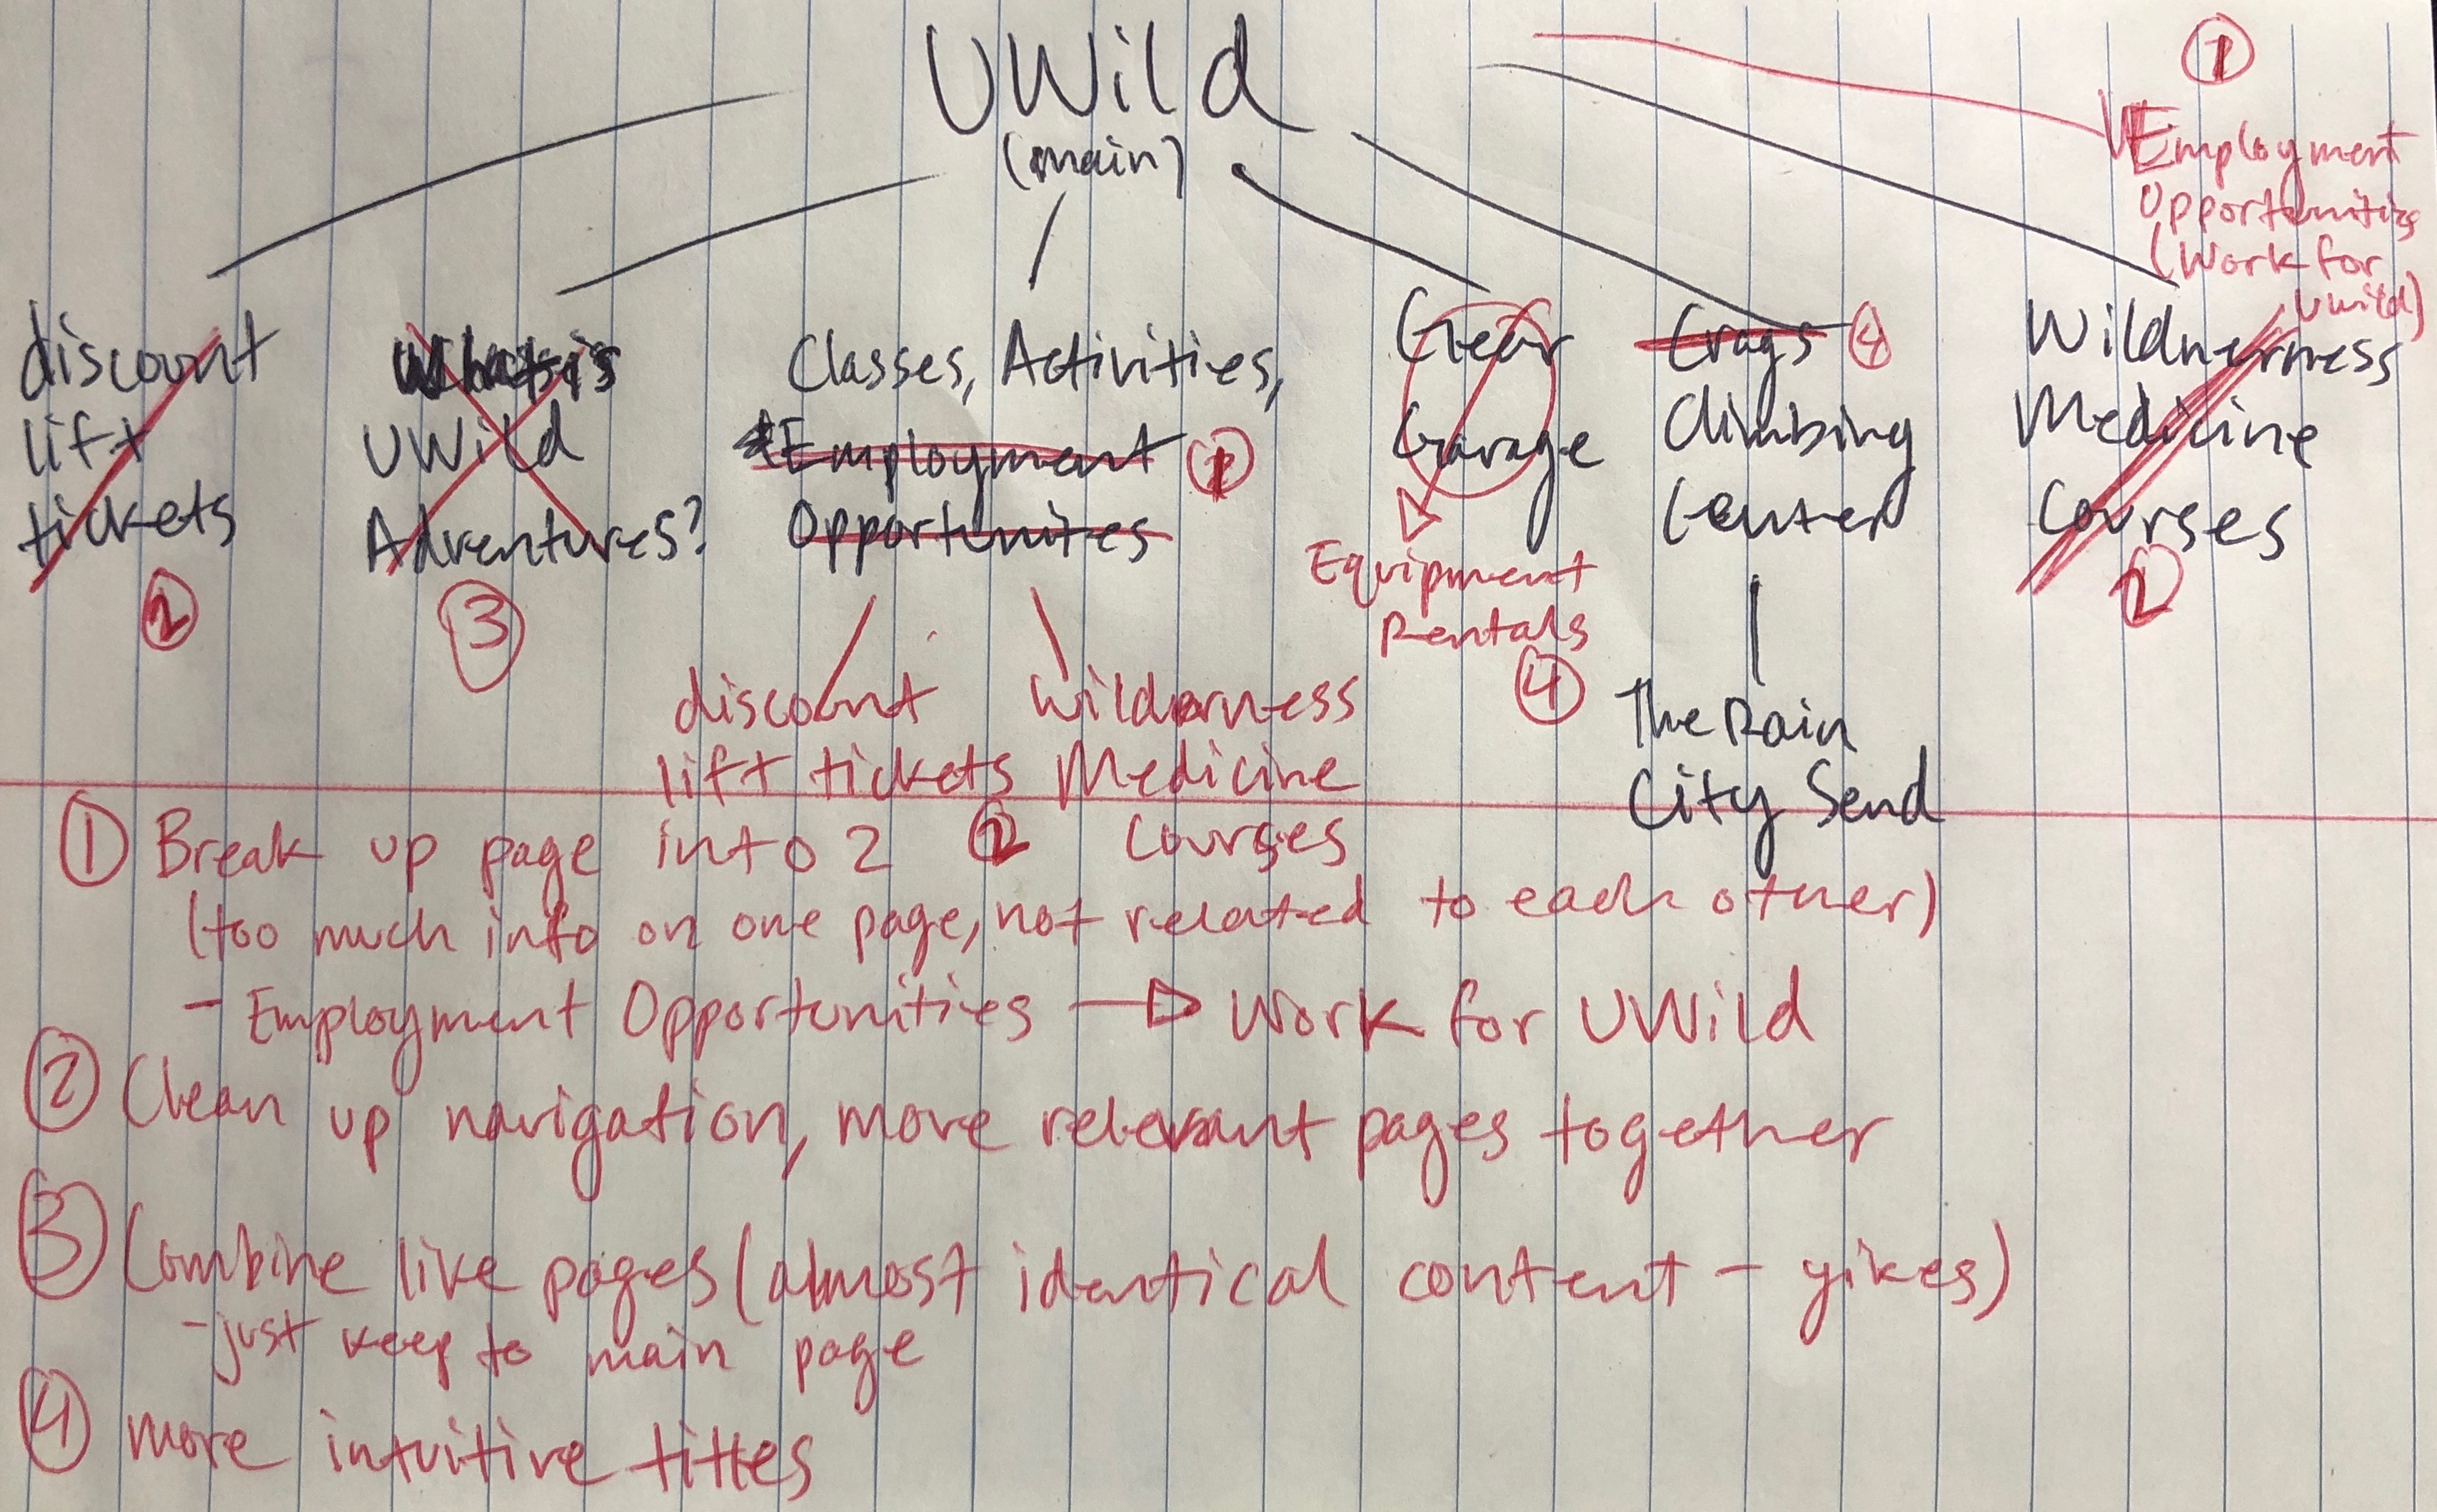 UWild
(main)
1
Employment
Opportunities
(Work for
UWild)
discount
lift
tickets
2
What is
UWild
Adventures?
3
Classes, Activities,
Employment
Opportunites
1
discount
lift tickets
2
Wilderness
Medicine
Courses
Gear
Garage
Equipment
Rentals
4
Crags 4
Climbing
Center
The Rain
City Send
Wildnerness
Medicine
Courses
2
1 Break up page into 2
(too much info on one page, not related to each other)
- Employment Opportunities → Work for UWild
2 Clean up navigation, more relevant pages together
3 Combine like pages (almost identical content - yikes)
- just keep to main page
4 more intuitive titles